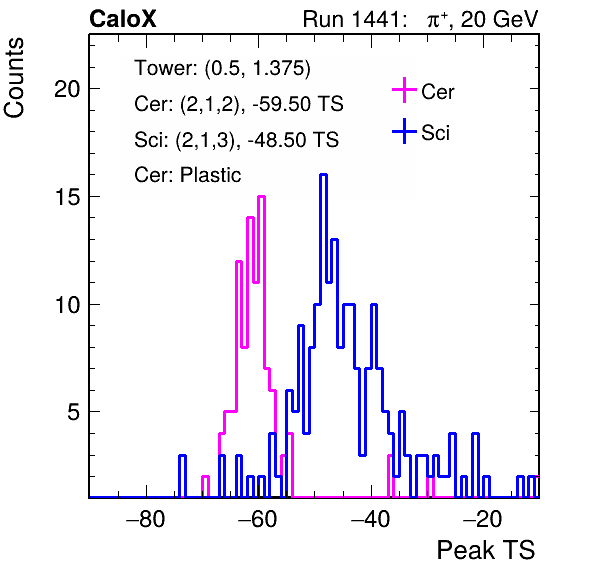 CaloX Run 1441: π⁺, 20 GeV
Counts
Tower: (0.5, 1.375)
Cer: (2,1,2), -59.50 TS
Sci: (2,1,3), -48.50 TS
Cer: Plastic
Cer
Sci
20
15
10
5
−80 −60 −40 −20
Peak TS